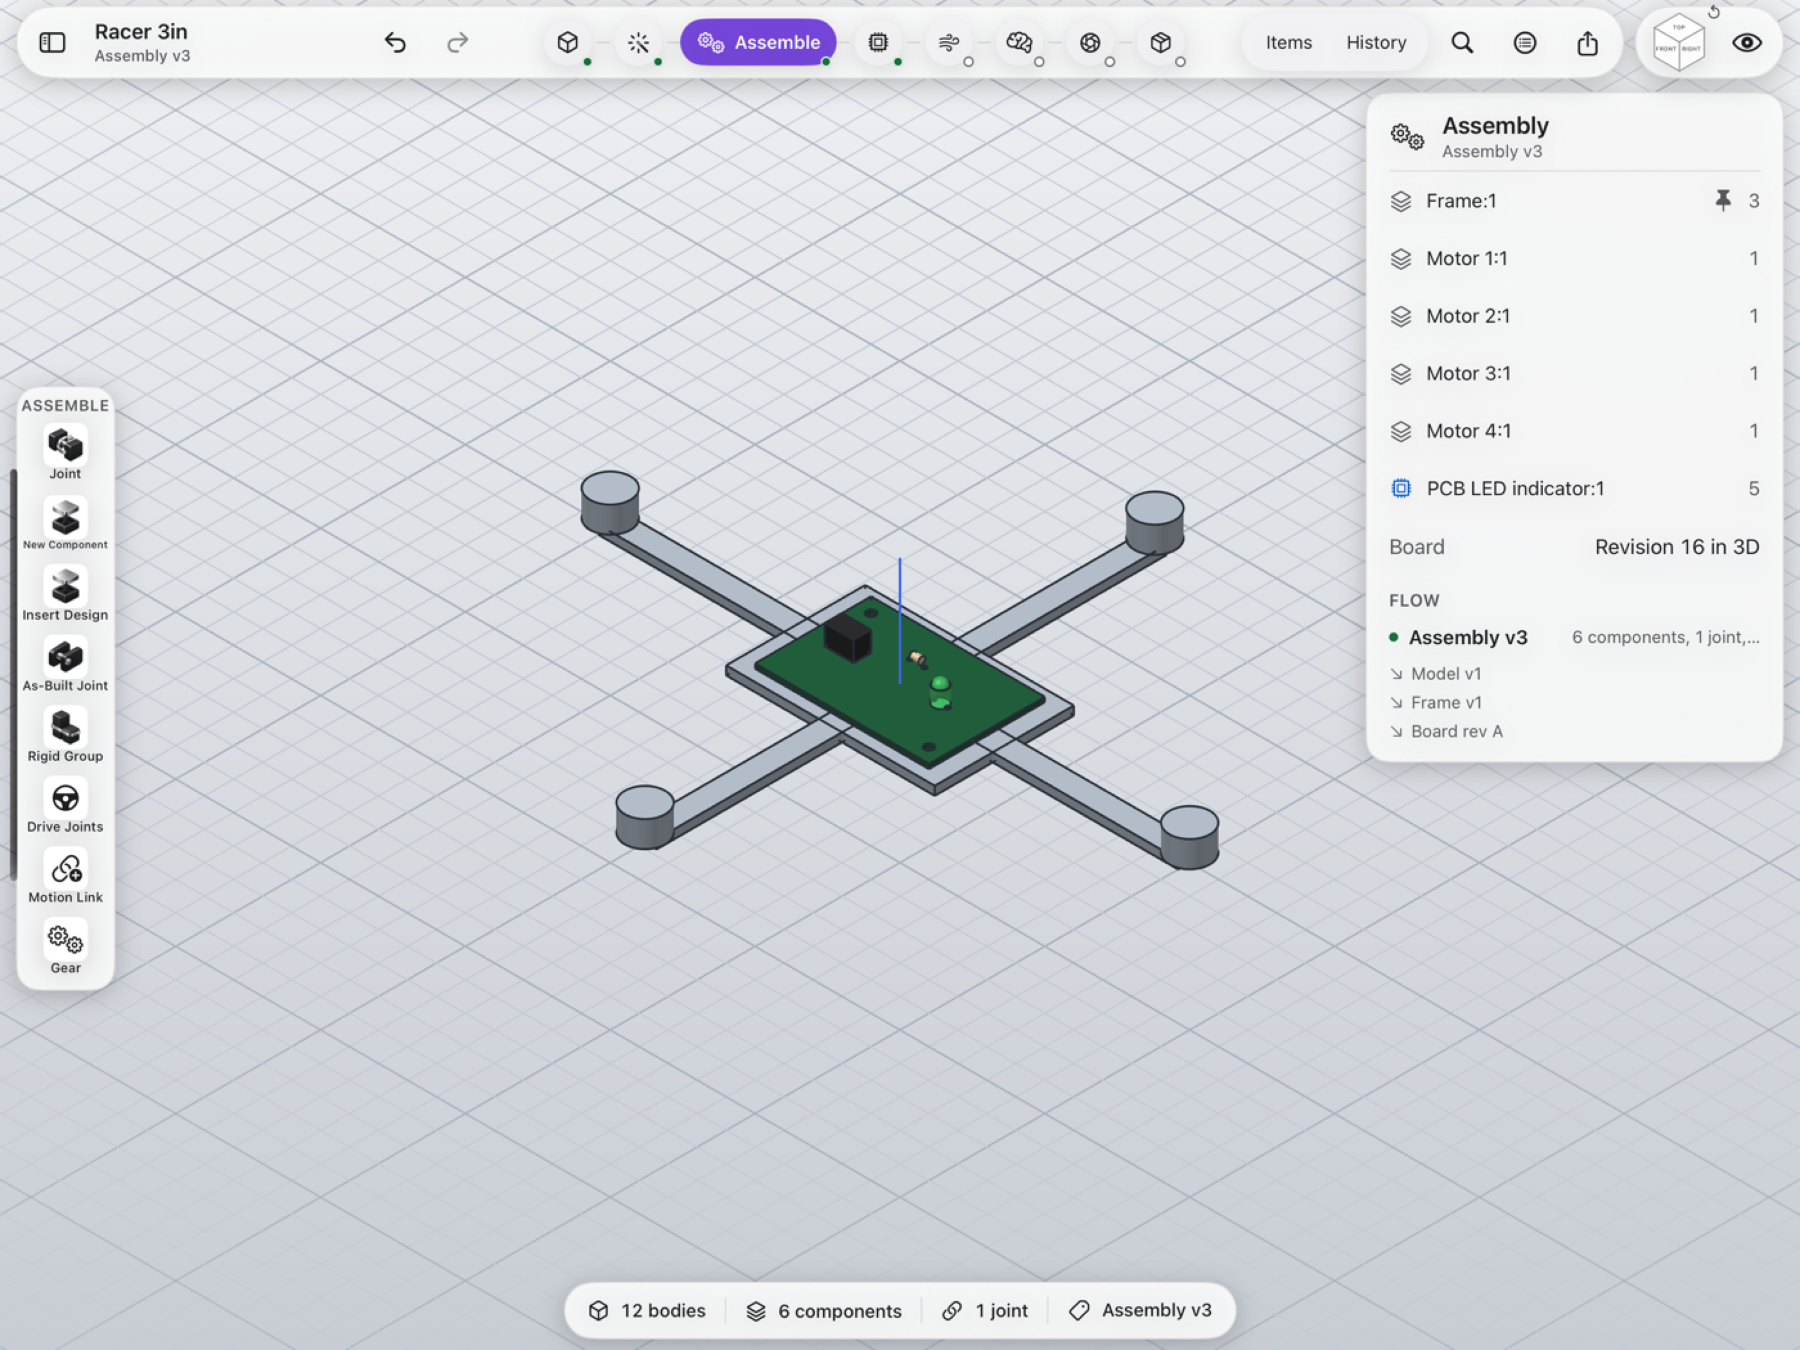 Racer 3in
Assembly v3
Assemble
Items
History
TOP
FRONT
RIGHT
Assembly
Assembly v3
Frame:1
3
Motor 1:1
1
Motor 2:1
1
Motor 3:1
1
Motor 4:1
1
PCB LED indicator:1
5
Board
Revision 16 in 3D
FLOW
Assembly v3
6 components, 1 joint,...
Model v1
Frame v1
Board rev A
ASSEMBLE
Joint
New Component
Insert Design
As-Built Joint
Rigid Group
Drive Joints
Motion Link
Gear
12 bodies
6 components
1 joint
Assembly v3